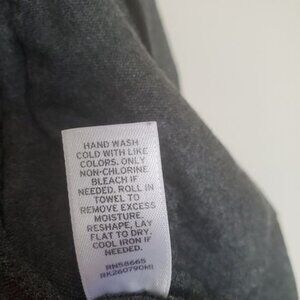 HAND WASH
COLD WITH LIKE
COLORS. ONLY
NON-CHLORINE
BLEACH IF
NEEDED. ROLL IN
TOWEL TO
REMOVE EXCESS
MOISTURE,
RESHAPE, LAY
FLAT TO DRY.
COOL IRON IF
NEEDED.
RN58665
RK260790MI